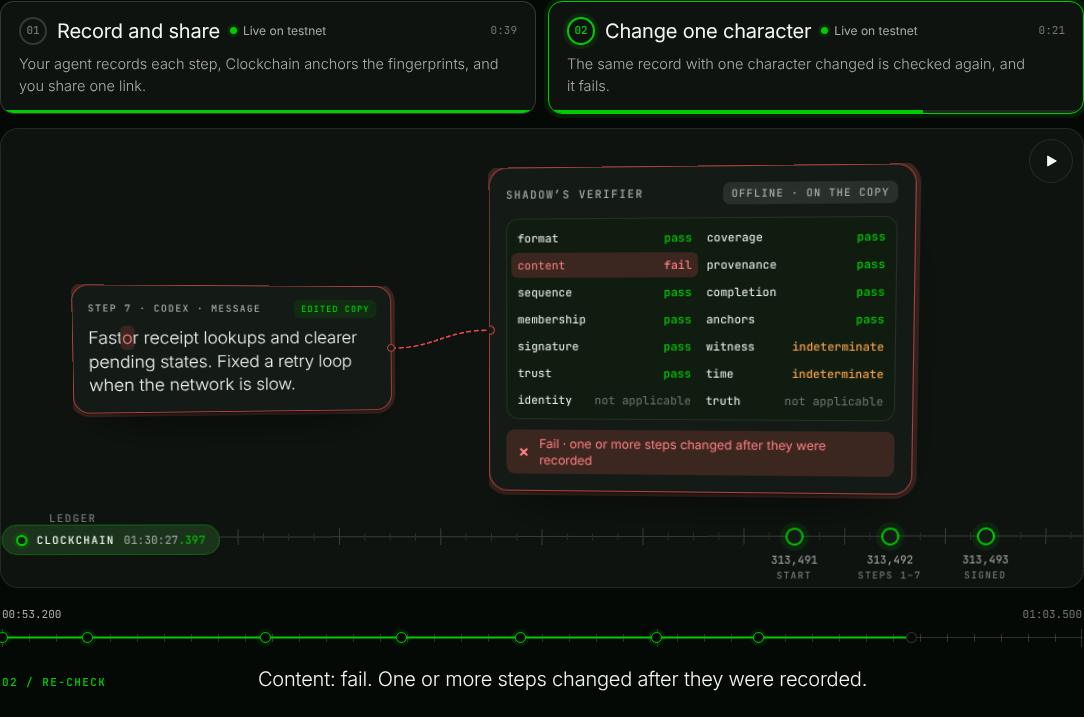 01 Record and share Live on testnet 0:39
Your agent records each step, Clockchain anchors the fingerprints, and
you share one link.
02 Change one character Live on testnet 0:21
The same record with one character changed is checked again, and
it fails.
SHADOW'S VERIFIER OFFLINE · ON THE COPY
format pass coverage pass
content fail provenance pass
sequence pass completion pass
membership pass anchors pass
signature pass witness indeterminate
trust pass time indeterminate
identity not applicable truth not applicable
× Fail · one or more steps changed after they were
recorded
STEP 7 · CODEX · MESSAGE EDITED COPY
Fastor receipt lookups and clearer
pending states. Fixed a retry loop
when the network is slow.
LEDGER
CLOCKCHAIN 01:30:27.397
313,491 313,492 313,493
START STEPS 1–7 SIGNED
00:53.200 01:03.500
02 / RE-CHECK Content: fail. One or more steps changed after they were recorded.